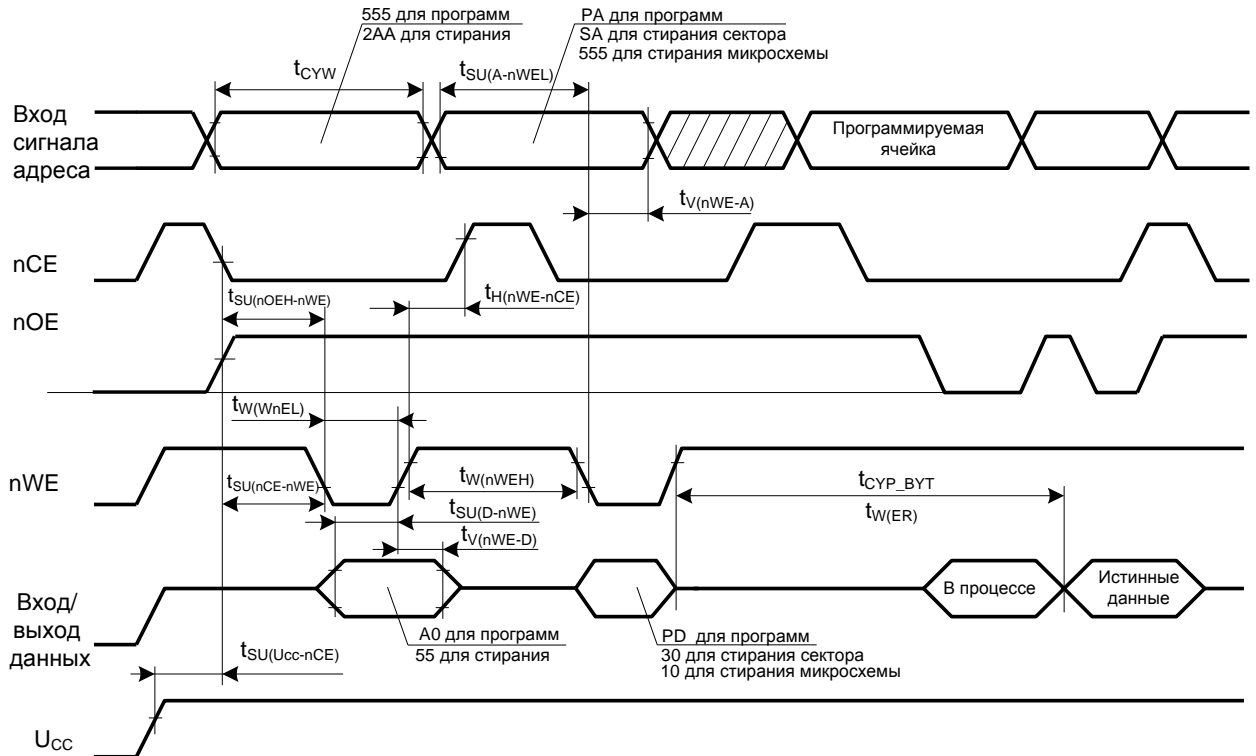 555 для программ
2АА для стирания
PA для программ
SA для стирания сектора
555 для стирания микросхемы
tCYW
tSU(A-nWEL)
Вход
сигнала
адреса
Программируемая
ячейка
tV(nWE-A)
nCE
tSU(nOEH-nWE)
tH(nWE-nCE)
nOE
tW(WnEL)
nWE
tSU(nCE-nWE)
tW(nWEH)
tCYP_BYT
tW(ER)
tSU(D-nWE)
tV(nWE-D)
Вход/
выход
данных
В процессе
Истинные
данные
A0 для программ
55 для стирания
PD для программ
30 для стирания сектора
10 для стирания микросхемы
tSU(Ucc-nCE)
UCC